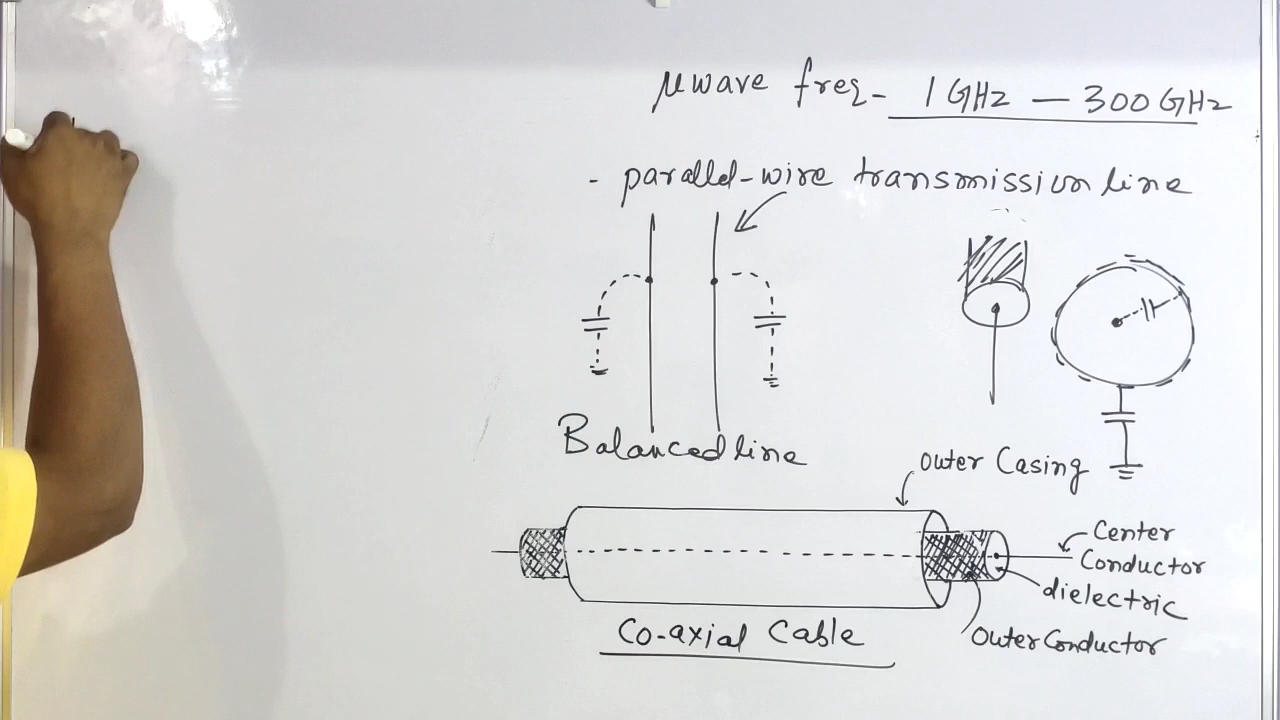 μwave freq- 1 GHz — 300 GHz
- parallel-wire transmission line
Balanced line
outer Casing
Center
Conductor
dielectric
Outer Conductor
Co-axial Cable